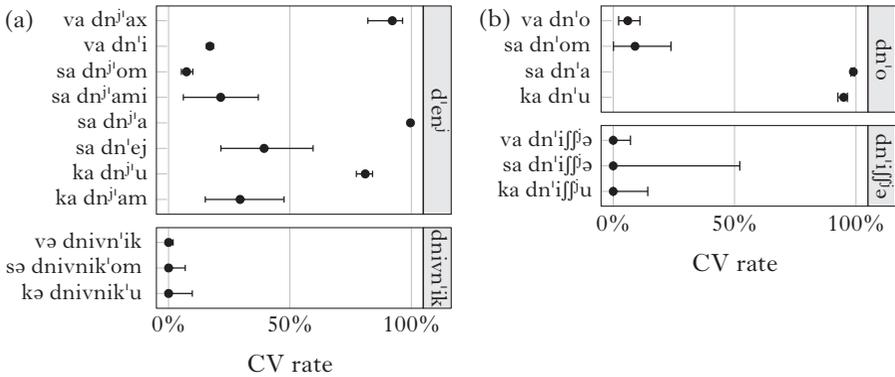 (a)
va dnʲˈax
va dnˈi
sa dnʲˈom
sa dnʲˈami
sa dnʲˈa
sa dnˈej
ka dnʲˈu
ka dnʲˈam
dˈenʲ
və dnivnˈik
sə dnivnikˈom
kə dnivnikˈu
dnivnˈik
0% 50% 100%
CV rate
(b)
va dnˈo
sa dnˈom
sa dnˈa
ka dnˈu
dnˈo
va dnˈiʃʃʲə
sa dnˈiʃʃʲə
ka dnˈiʃʃʲu
dnˈiʃʃʲə
0% 50% 100%
CV rate